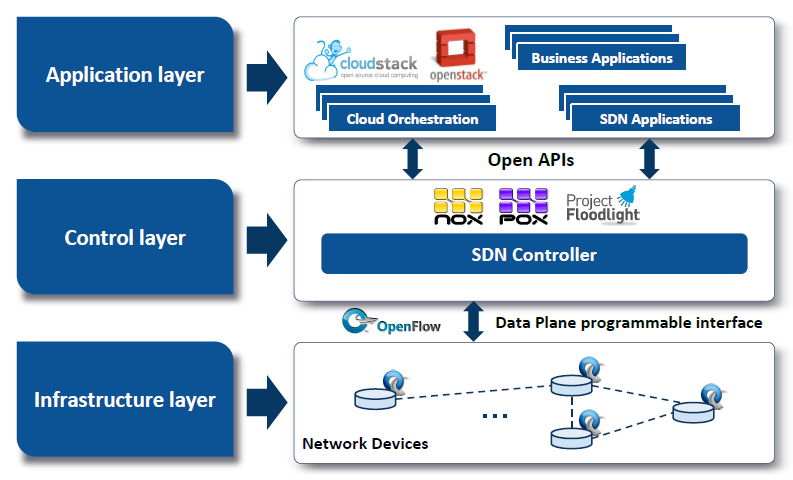 Application layer
cloudstack
open source cloud computing
openstack™
Business Applications
Cloud Orchestration
SDN Applications
Open APIs
Control layer
NOX
POX
Project
Floodlight
SDN Controller
OpenFlow
Data Plane programmable interface
Infrastructure layer
...
Network Devices